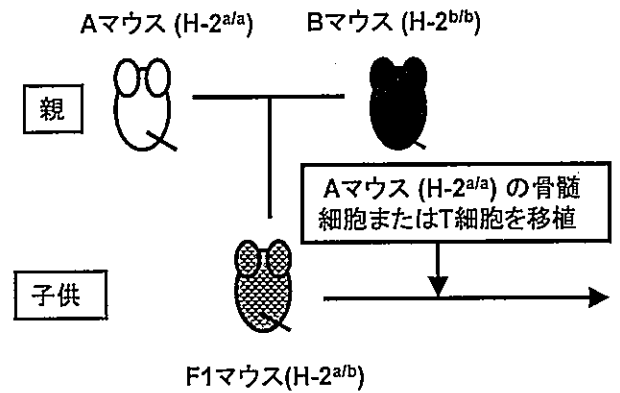 Aマウス (H-2a/a)
Bマウス (H-2b/b)
親
Aマウス (H-2a/a) の骨髄
細胞またはT細胞を移植
子供
F1マウス(H-2a/b)